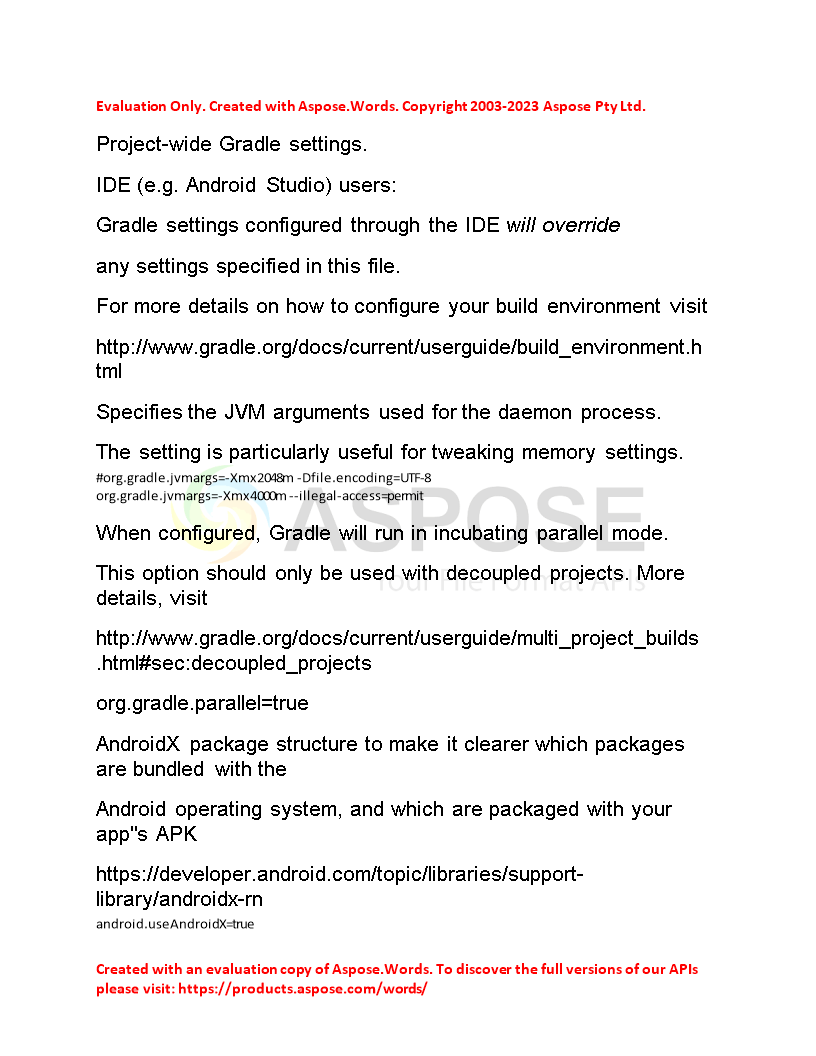 Evaluation Only. Created with Aspose.Words. Copyright 2003-2023 Aspose Pty Ltd.
Project-wide Gradle settings.
IDE (e.g. Android Studio) users:
Gradle settings configured through the IDE will override
any settings specified in this file.
For more details on how to configure your build environment visit
http://www.gradle.org/docs/current/userguide/build_environment.h
tml
Specifies the JVM arguments used for the daemon process.
The setting is particularly useful for tweaking memory settings.
#org.gradle.jvmargs=-Xmx2048m -Dfile.encoding=UTF-8
org.gradle.jvmargs=-Xmx4000m --illegal-access=permit
ASPOSE
When configured, Gradle will run in incubating parallel mode.
This option should only be used with decoupled projects. More
Your File Format APIs
details, visit
http://www.gradle.org/docs/current/userguide/multi_project_builds
.html#sec:decoupled_projects
org.gradle.parallel=true
AndroidX package structure to make it clearer which packages
are bundled with the
Android operating system, and which are packaged with your
app"s APK
https://developer.android.com/topic/libraries/support-
library/androidx-rn
android.useAndroidX=true
Created with an evaluation copy of Aspose.Words. To discover the full versions of our APIs
please visit: https://products.aspose.com/words/